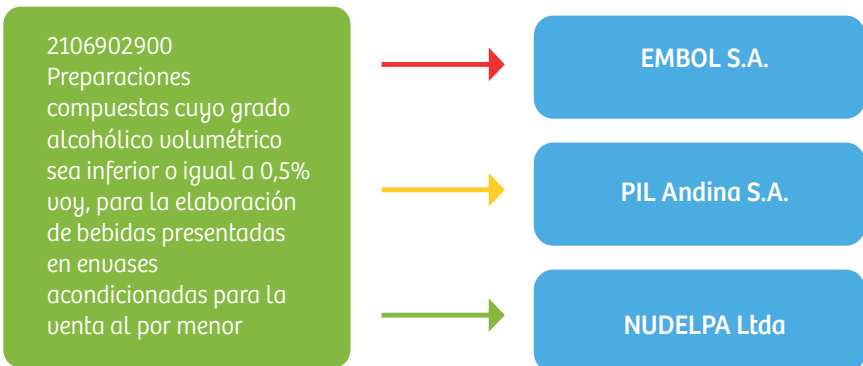 2106902900
Preparaciones
compuestas cuyo grado
alcohólico volumétrico
sea inferior o igual a 0,5%
voy, para la elaboración
de bebidas presentadas
en envases
acondicionadas para la
venta al por menor
EMBOL S.A.
PIL Andina S.A.
NUDELPA Ltda